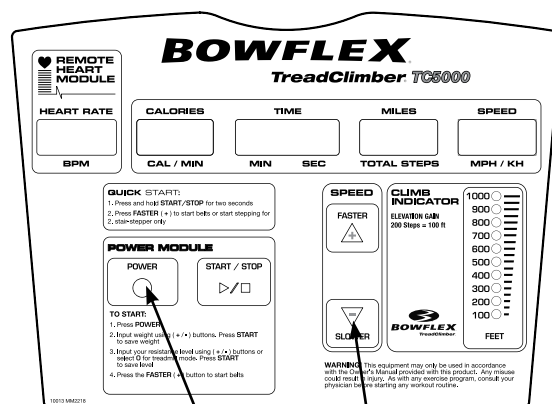 REMOTE
HEART
MODULE
BOWFLEX
TreadClimber TC5000
HEART RATE
BPM
CALORIES
CAL / MIN
TIME
MIN SEC
MILES
TOTAL STEPS
SPEED
MPH / KH
QUICK START:
1. Press and hold START/STOP for two seconds
2. Press FASTER (+) to start belts or start stepping for
2. stair-stepper only
POWER MODULE
POWER
START / STOP
TO START:
1. Press POWER
2. Input weight using (+/•) buttons. Press START
to save weight
3. Input your resistance level using (+/•) buttons or
select 0 for treadmill mode. Press START
to save level
4. Press the FASTER (+) button to start belts
SPEED
FASTER
+
-
SLOWER
CLIMB
INDICATOR
ELEVATION GAIN
200 Steps = 100 ft
BOWFLEX
TreadClimber
1000
900
800
700
600
500
400
300
200
100
FEET
WARNING: This equipment may only be used in accordance
with the Owner's Manual provided with this product. Any misuse
could result in injury. As with any exercise program, consult your
physician before starting any workout routine.
10013 MM2218